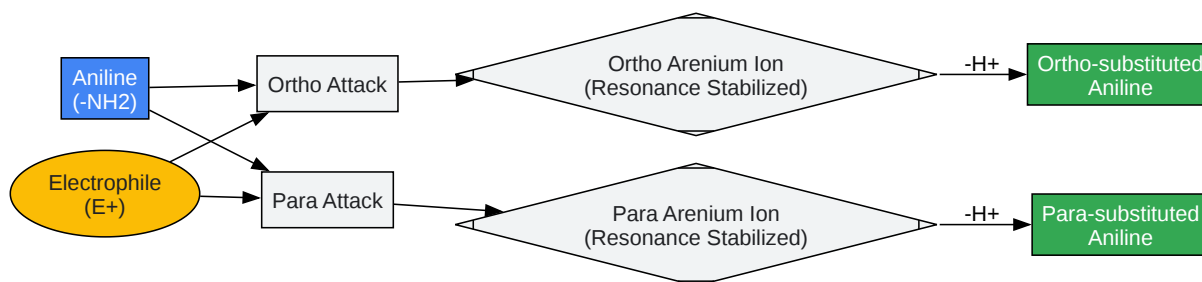 Aniline
(-NH2)
Electrophile
(E+)
Ortho Attack
Para Attack
Ortho Arenium Ion
(Resonance Stabilized)
Para Arenium Ion
(Resonance Stabilized)
-H+
Ortho-substituted
Aniline
-H+
Para-substituted
Aniline